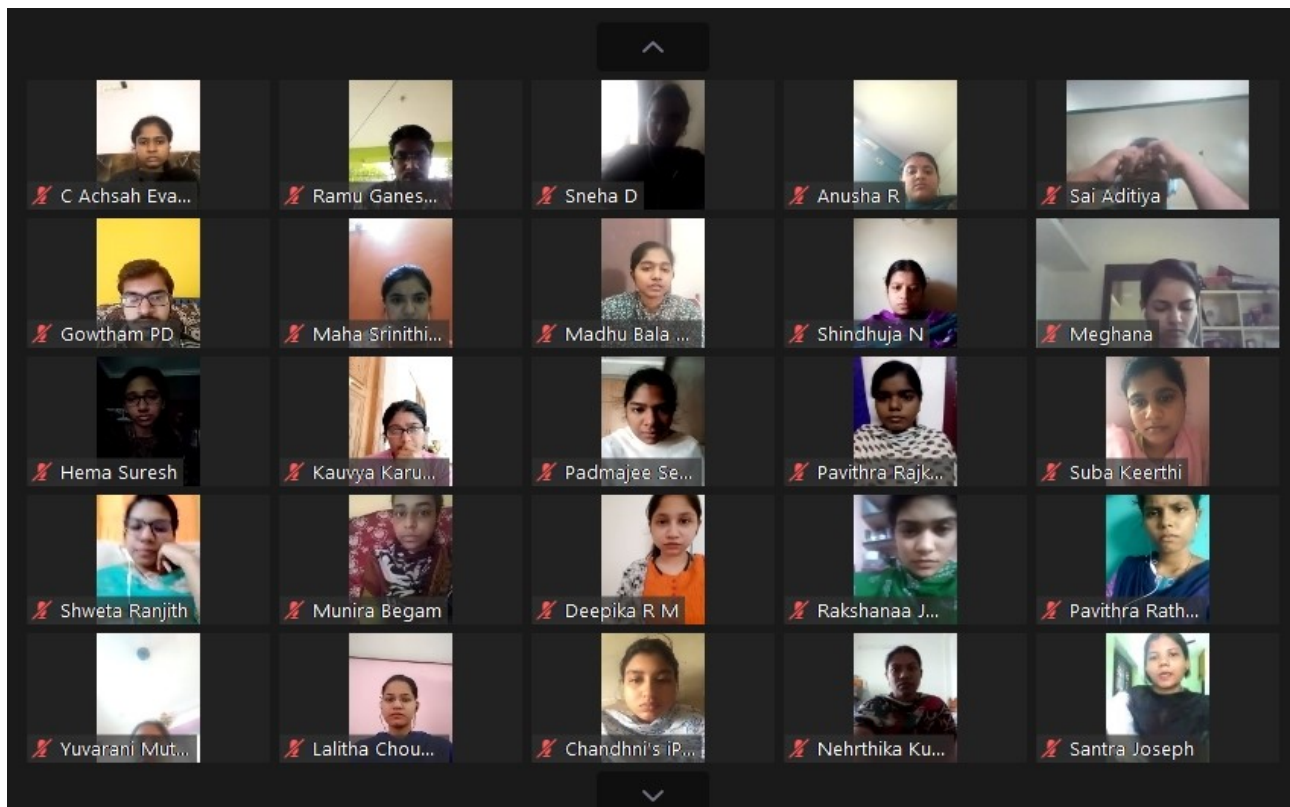 C Achsah Eva...
Ramu Ganes...
Sneha D
Anusha R
Sai Aditiya
Gowtham PD
Maha Srinithi...
Madhu Bala ...
Shindhuja N
Meghana
Hema Suresh
Kauvya Karu...
Padmajee Se...
Pavithra Rajk...
Suba Keerthi
Shweta Ranjith
Munira Begam
Deepika R M
Rakshanaa J...
Pavithra Rath...
Yuvarani Mut...
Lalitha Chou...
Chandhni's iP...
Nehrthika Ku...
Santra Joseph